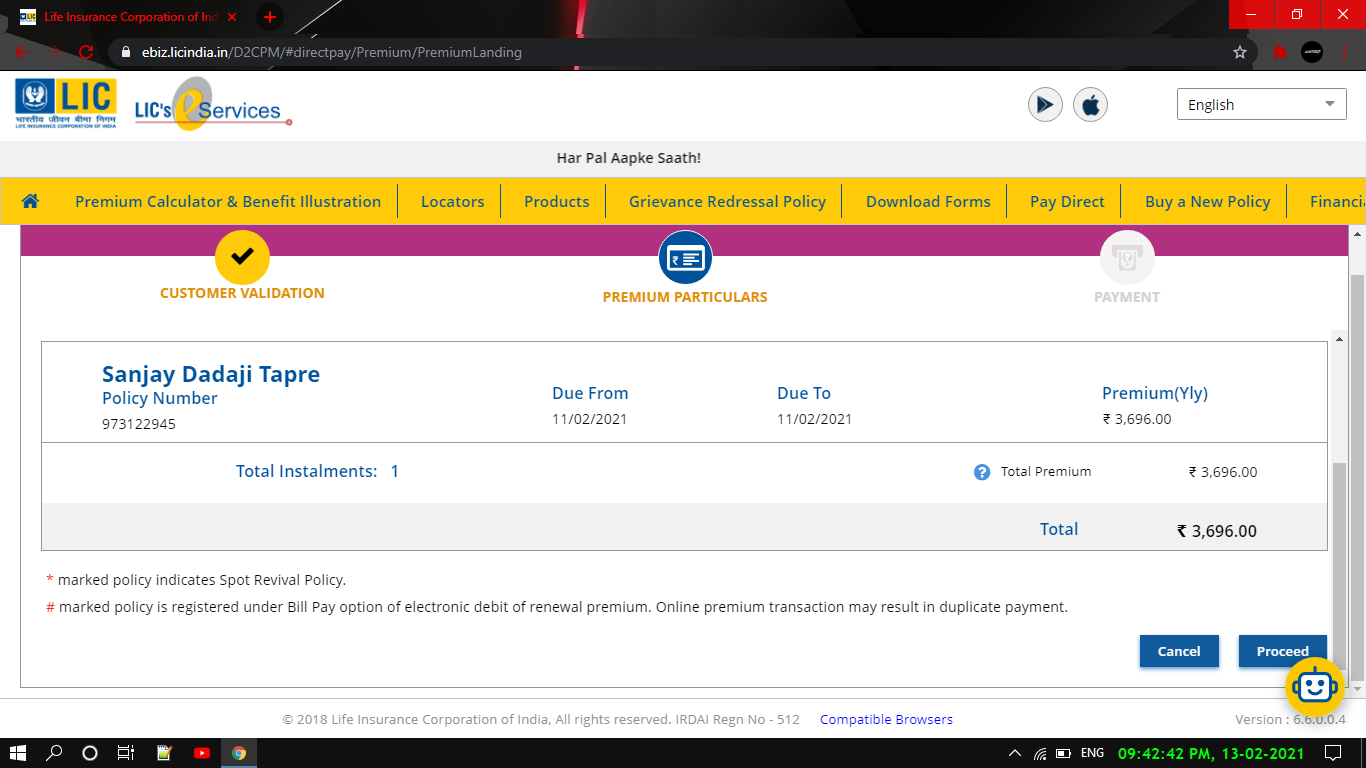 Life Insurance Corporation of Ind
ebiz.licindia.in/D2CPM/#directpay/Premium/PremiumLanding
LIC
भारतीय जीवन बीमा निगम
LIFE INSURANCE CORPORATION OF INDIA
LIC's e Services
English
Har Pal Aapke Saath!
Premium Calculator & Benefit Illustration Locators Products Grievance Redressal Policy Download Forms Pay Direct Buy a New Policy Financia
CUSTOMER VALIDATION PREMIUM PARTICULARS PAYMENT
Sanjay Dadaji Tapre
Policy Number Due From Due To Premium(Yly)
973122945 11/02/2021 11/02/2021 ₹ 3,696.00
Total Instalments: 1 ? Total Premium ₹ 3,696.00
Total ₹ 3,696.00
* marked policy indicates Spot Revival Policy.
# marked policy is registered under Bill Pay option of electronic debit of renewal premium. Online premium transaction may result in duplicate payment.
Cancel Proceed
© 2018 Life Insurance Corporation of India, All rights reserved. IRDAI Regn No - 512 Compatible Browsers Version : 6.6.0.0.4
ENG 09:42:42 PM, 13-02-2021